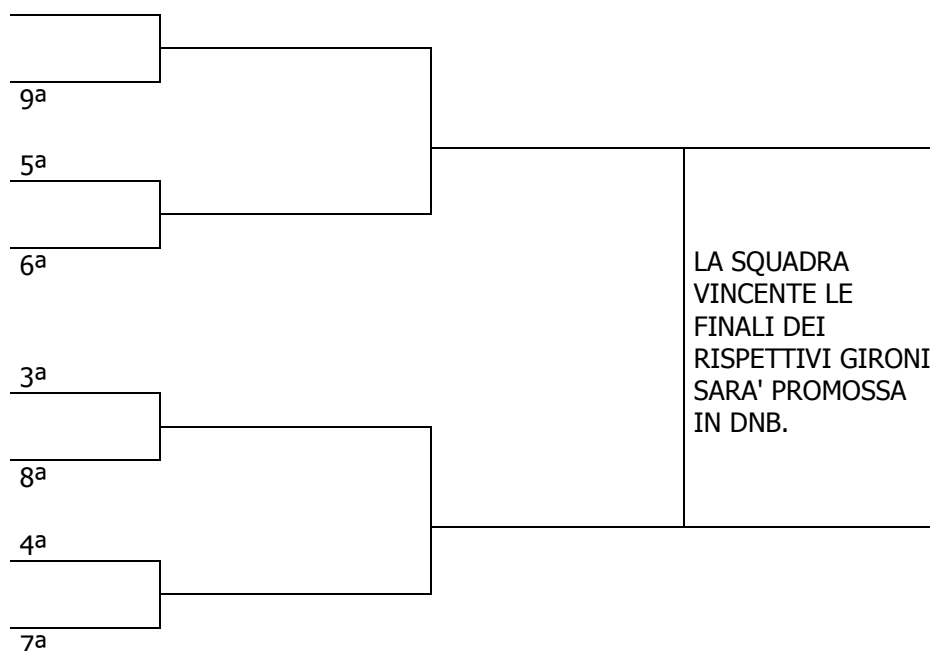 9ª
5ª
6ª
LA SQUADRA
VINCENTE LE
FINALI DEI
RISPETTIVI GIRONI
SARA' PROMOSSA
IN DNB.
3ª
8ª
4ª
7ª